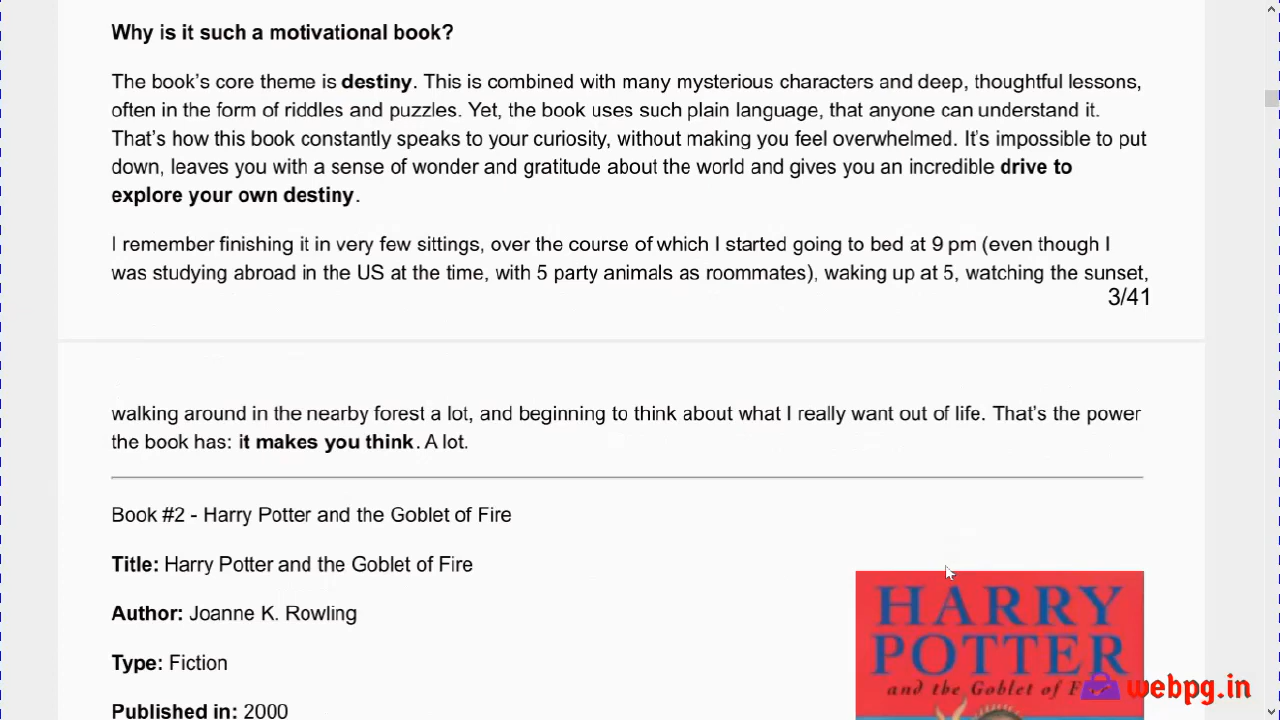 Why is it such a motivational book?
The book's core theme is destiny. This is combined with many mysterious characters and deep, thoughtful lessons,
often in the form of riddles and puzzles. Yet, the book uses such plain language, that anyone can understand it.
That's how this book constantly speaks to your curiosity, without making you feel overwhelmed. It's impossible to put
down, leaves you with a sense of wonder and gratitude about the world and gives you an incredible drive to
explore your own destiny.
I remember finishing it in very few sittings, over the course of which I started going to bed at 9 pm (even though I
was studying abroad in the US at the time, with 5 party animals as roommates), waking up at 5, watching the sunset,
3/41
walking around in the nearby forest a lot, and beginning to think about what I really want out of life. That's the power
the book has: it makes you think. A lot.
Book #2 - Harry Potter and the Goblet of Fire
Title: Harry Potter and the Goblet of Fire
Author: Joanne K. Rowling
Type: Fiction
Published in: 2000
HARRY
POTTER
and the Goblet of Fire
webpg.in